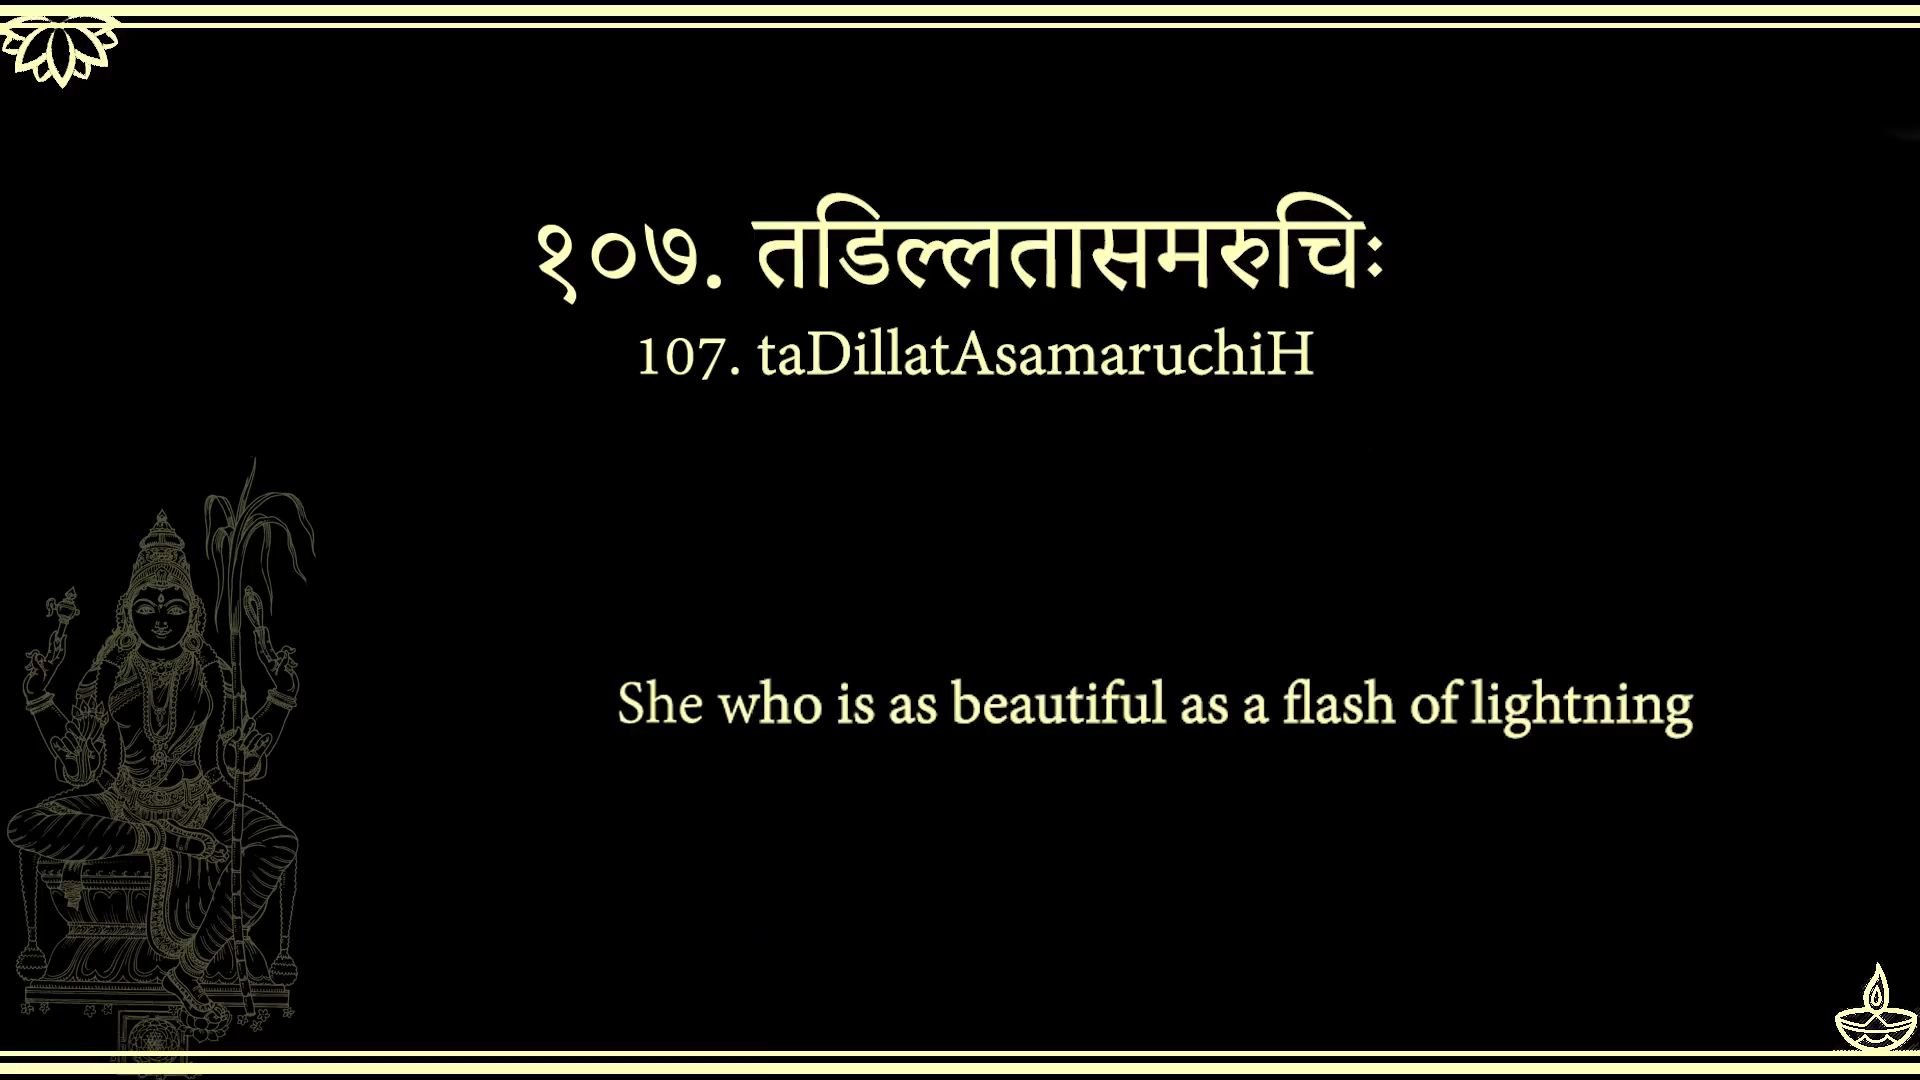 १०७. तडिल्लतासमरुचिः
107. taDillatAsamaruchiH
She who is as beautiful as a flash of lightning